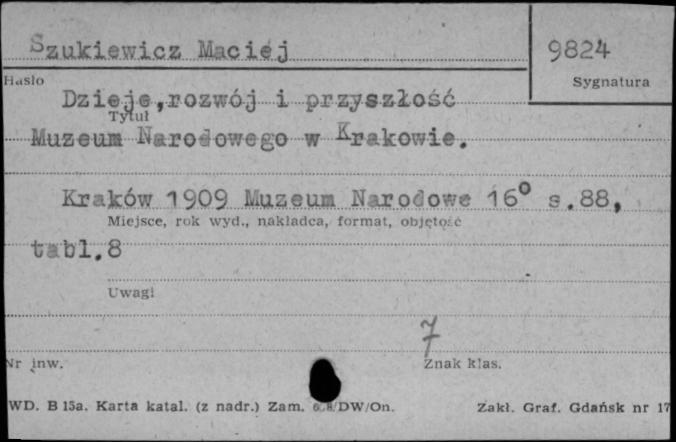 Szukiewicz Maciej 9824
Hasło Sygnatura
Dzieje,rozwój i przyszłość
Tytuł
Muzeum Narodowego w Krakowie.
Kraków 1909 Muzeum Narodowe 16° s.88,
Miejsce, rok wyd., nakładca, format, objętość
tabl.8
Uwagi
7
Nr inw. Znak klas.
WD. B 15a. Karta katal. (z nadr.) Zam. /DW/On. Zakł. Graf. Gdańsk nr 17